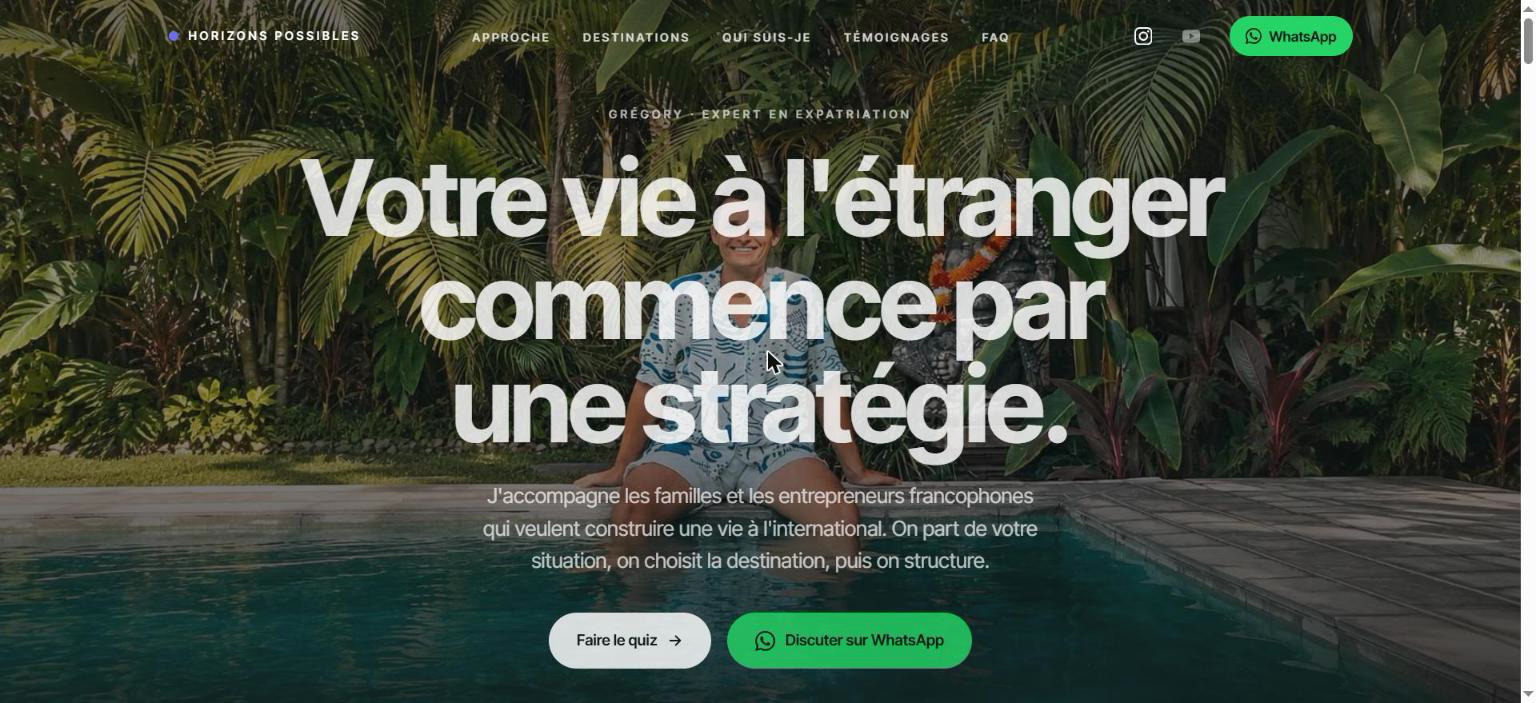 HORIZONS POSSIBLES
APPROCHE
DESTINATIONS
QUI SUIS-JE
TÉMOIGNAGES
FAQ
WhatsApp
GRÉGORY · EXPERT EN EXPATRIATION
Votre vie à l'étranger
commence par
une stratégie.
J'accompagne les familles et les entrepreneurs francophones
qui veulent construire une vie à l'international. On part de votre
situation, on choisit la destination, puis on structure.
Faire le quiz →
Discuter sur WhatsApp